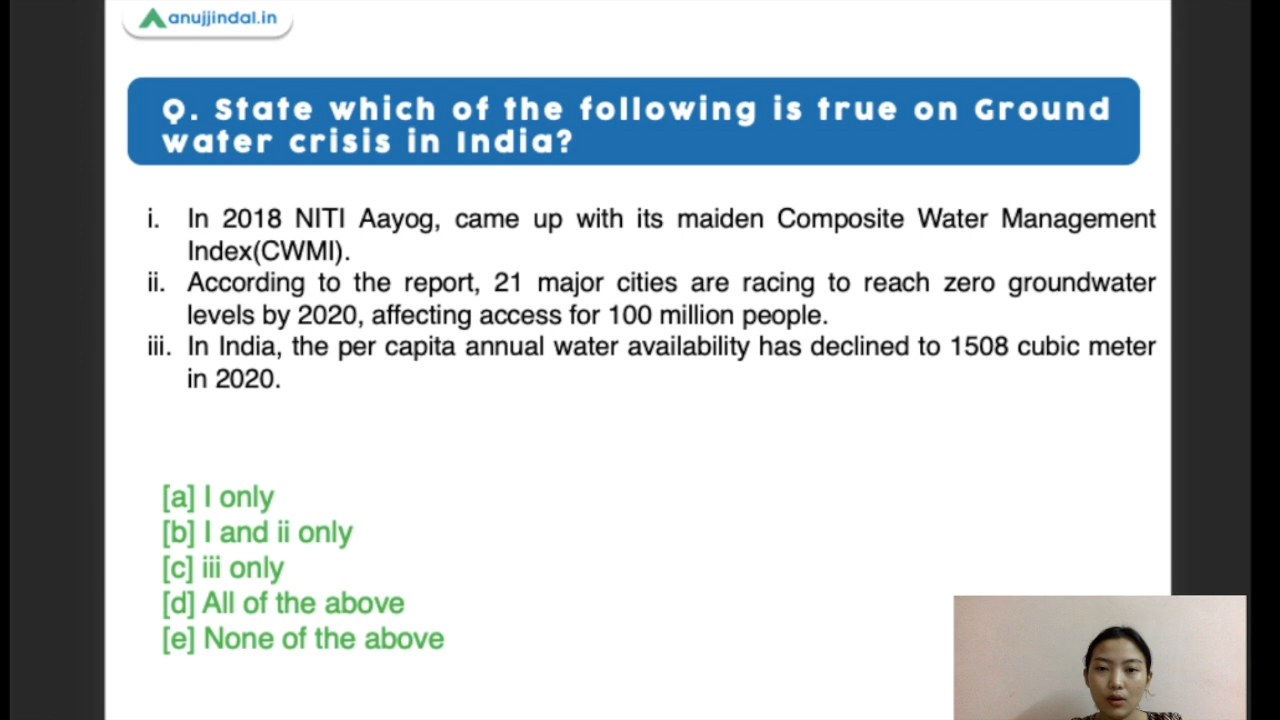 anujjindal.in
Q. State which of the following is true on Ground
water crisis in India?
i. In 2018 NITI Aayog, came up with its maiden Composite Water Management
Index(CWMI).
ii. According to the report, 21 major cities are racing to reach zero groundwater
levels by 2020, affecting access for 100 million people.
iii. In India, the per capita annual water availability has declined to 1508 cubic meter
in 2020.
[a] I only
[b] I and ii only
[c] iii only
[d] All of the above
[e] None of the above